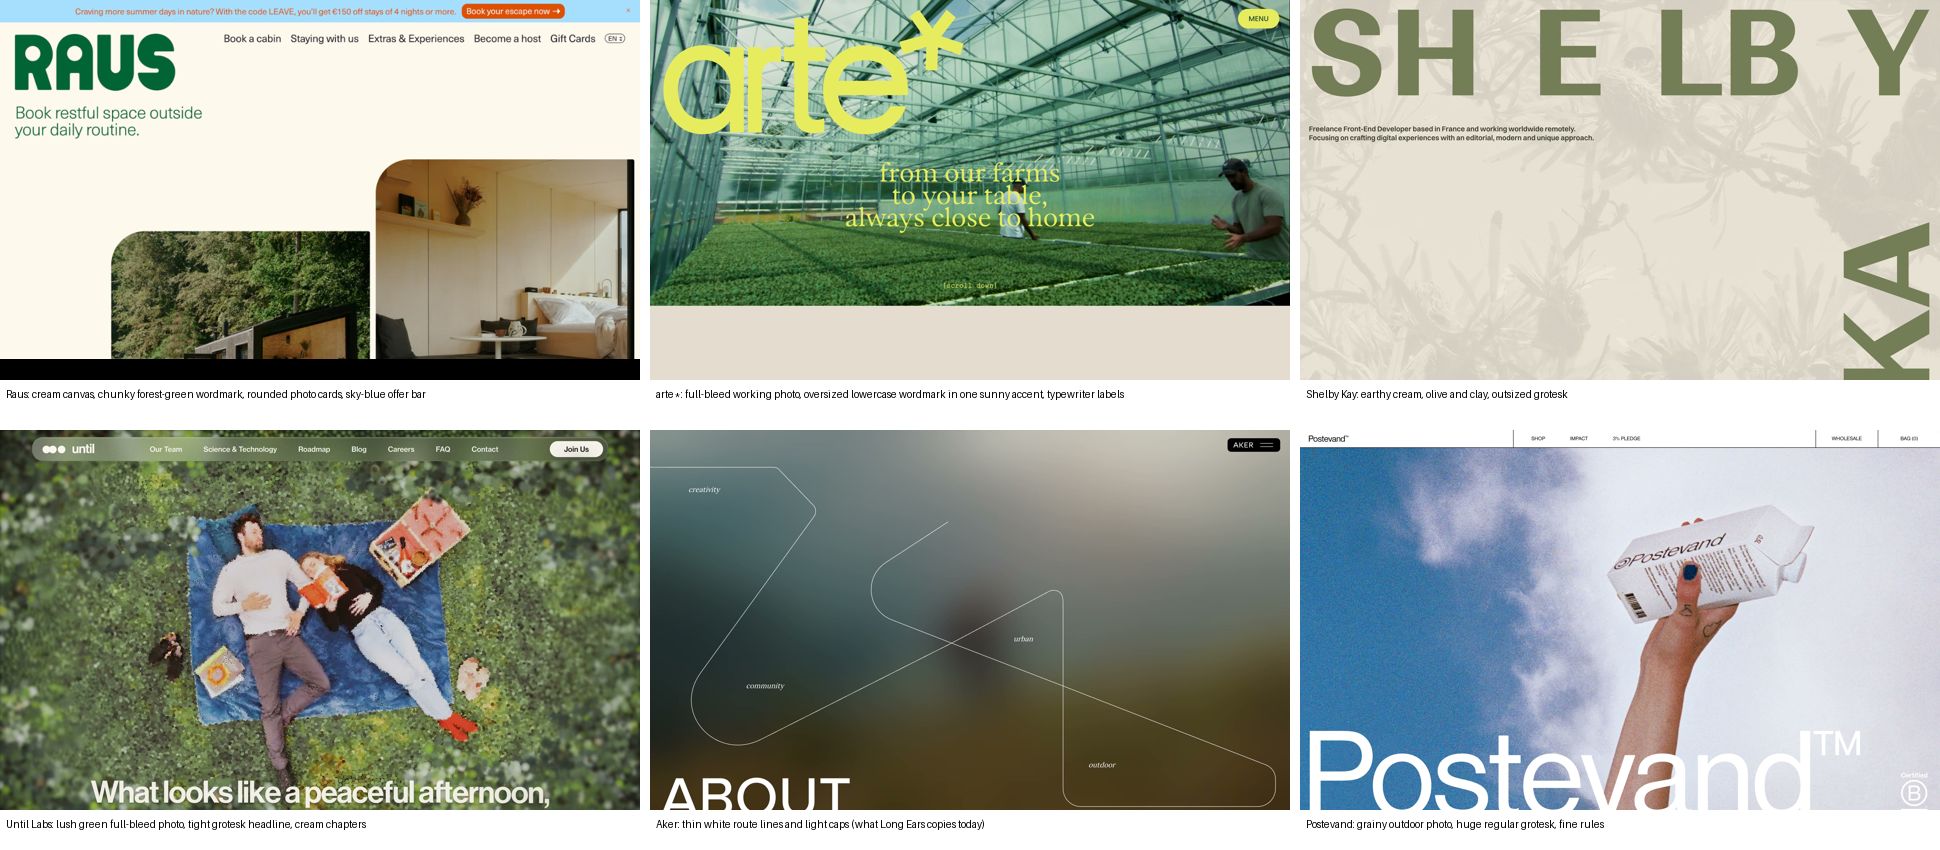 Craving more summer days in nature? With the code LEAVE, you'll get €150 off stays of 4 nights or more. Book your escape now →
RAUS
Book a cabin Staying with us Extras & Experiences Become a host Gift Cards EN
Book restful space outside
your daily routine.
Raus: cream canvas, chunky forest-green wordmark, rounded photo cards, sky-blue offer bar
arte*
MENU
from our farms
to your table,
always close to home
[scroll down]
arte*: full-bleed working photo, oversized lowercase wordmark in one sunny accent, typewriter labels
SHELBY
Freelance Front-End Developer based in France and working worldwide remotely.
Focusing on crafting digital experiences with an editorial, modern and unique approach.
KA
Shelby Kay: earthy cream, olive and clay, outsized grotesk
until
Our Team Science & Technology Roadmap Blog Careers FAQ Contact Join Us
What looks like a peaceful afternoon,
Until Labs: lush green full-bleed photo, tight grotesk headline, cream chapters
AKER
creativity
urban
community
outdoor
ABOUT
Aker: thin white route lines and light caps (what Long Ears copies today)
Postevand™
SHOP IMPACT 3% PLEDGE WHOLESALE BAG (0)
Postevand
Postevand™
Certified
B
Postevand: grainy outdoor photo, huge regular grotesk, fine rules